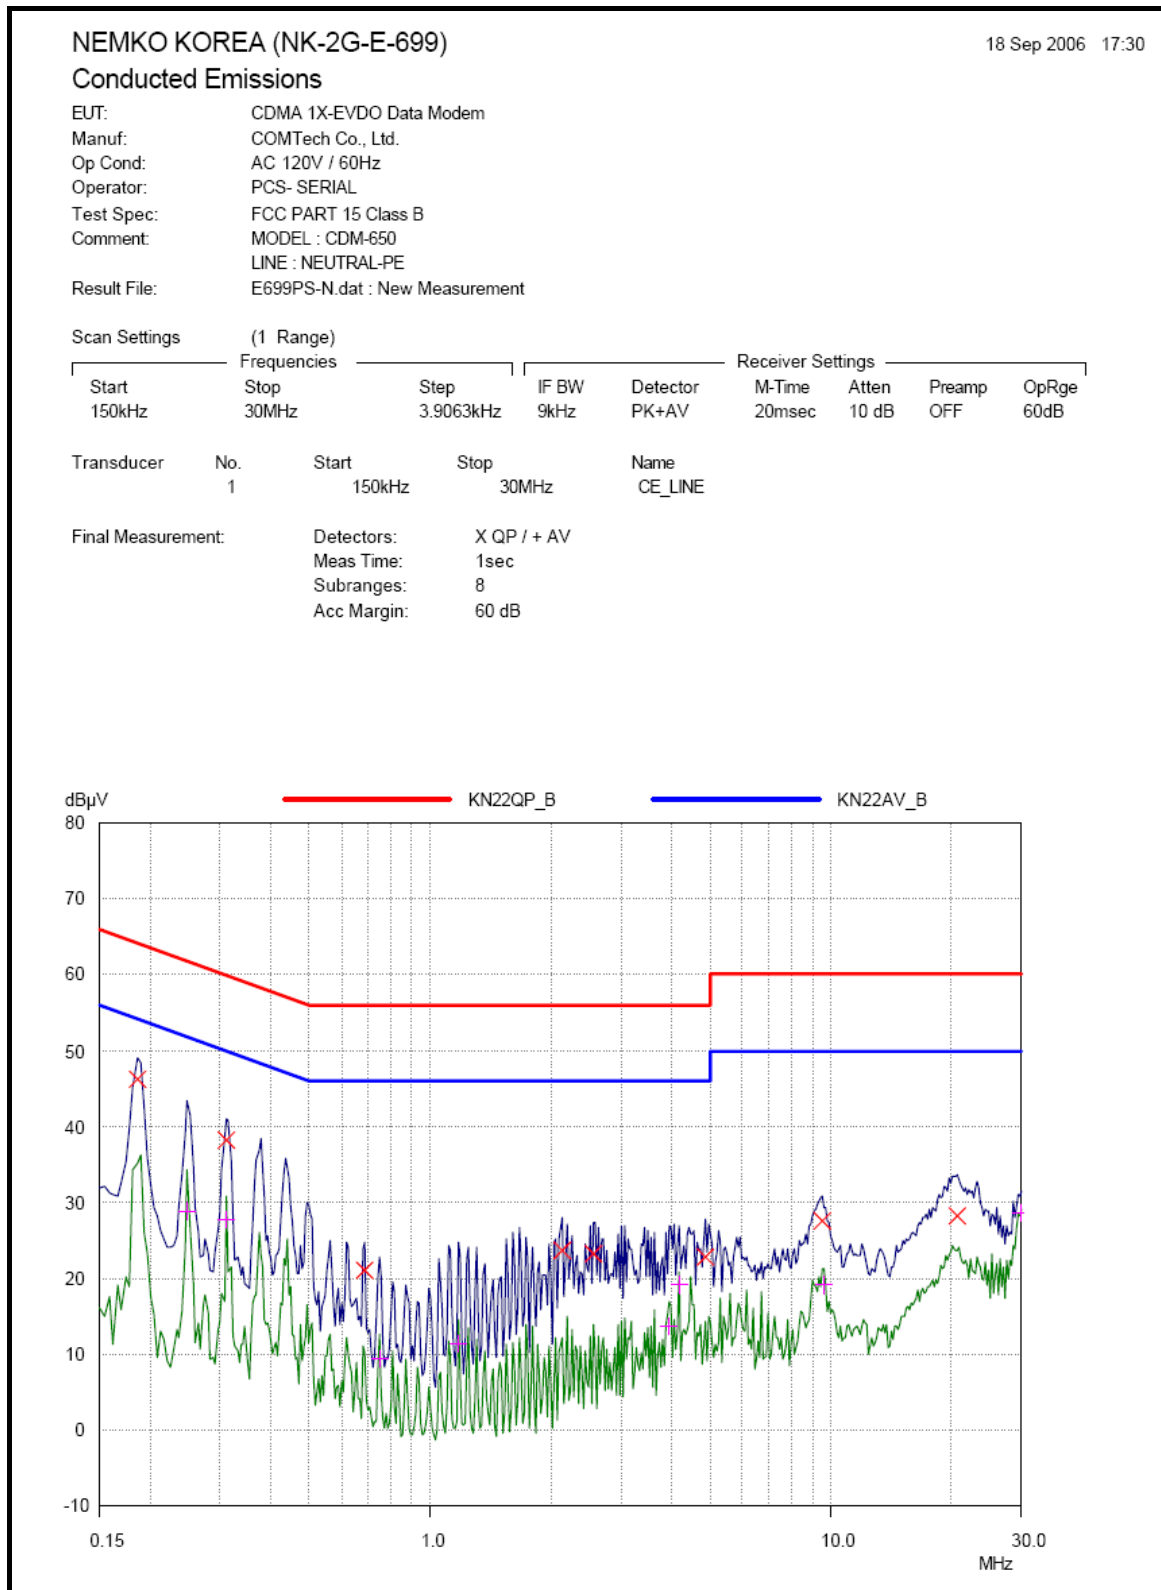 NEMKO KOREA (NK-2G-E-699) 18 Sep 2006 17:30
Conducted Emissions
EUT: CDMA 1X-EVDO Data Modem
Manuf: COMTech Co., Ltd.
Op Cond: AC 120V / 60Hz
Operator: PCS- SERIAL
Test Spec: FCC PART 15 Class B
Comment: MODEL : CDM-650
LINE : NEUTRAL-PE
Result File: E699PS-N.dat : New Measurement
Scan Settings (1 Range)
Frequencies Receiver Settings
Start Stop Step IF BW Detector M-Time Atten Preamp OpRge
150kHz 30MHz 3.9063kHz 9kHz PK+AV 20msec 10 dB OFF 60dB
Transducer No. Start Stop Name
1 150kHz 30MHz CE_LINE
Final Measurement: Detectors: X QP / + AV
Meas Time: 1sec
Subranges: 8
Acc Margin: 60 dB
dBµV KN22QP_B KN22AV_B
80
70
60
50
40
30
20
10
0
-10
0.15 1.0 10.0 30.0
MHz